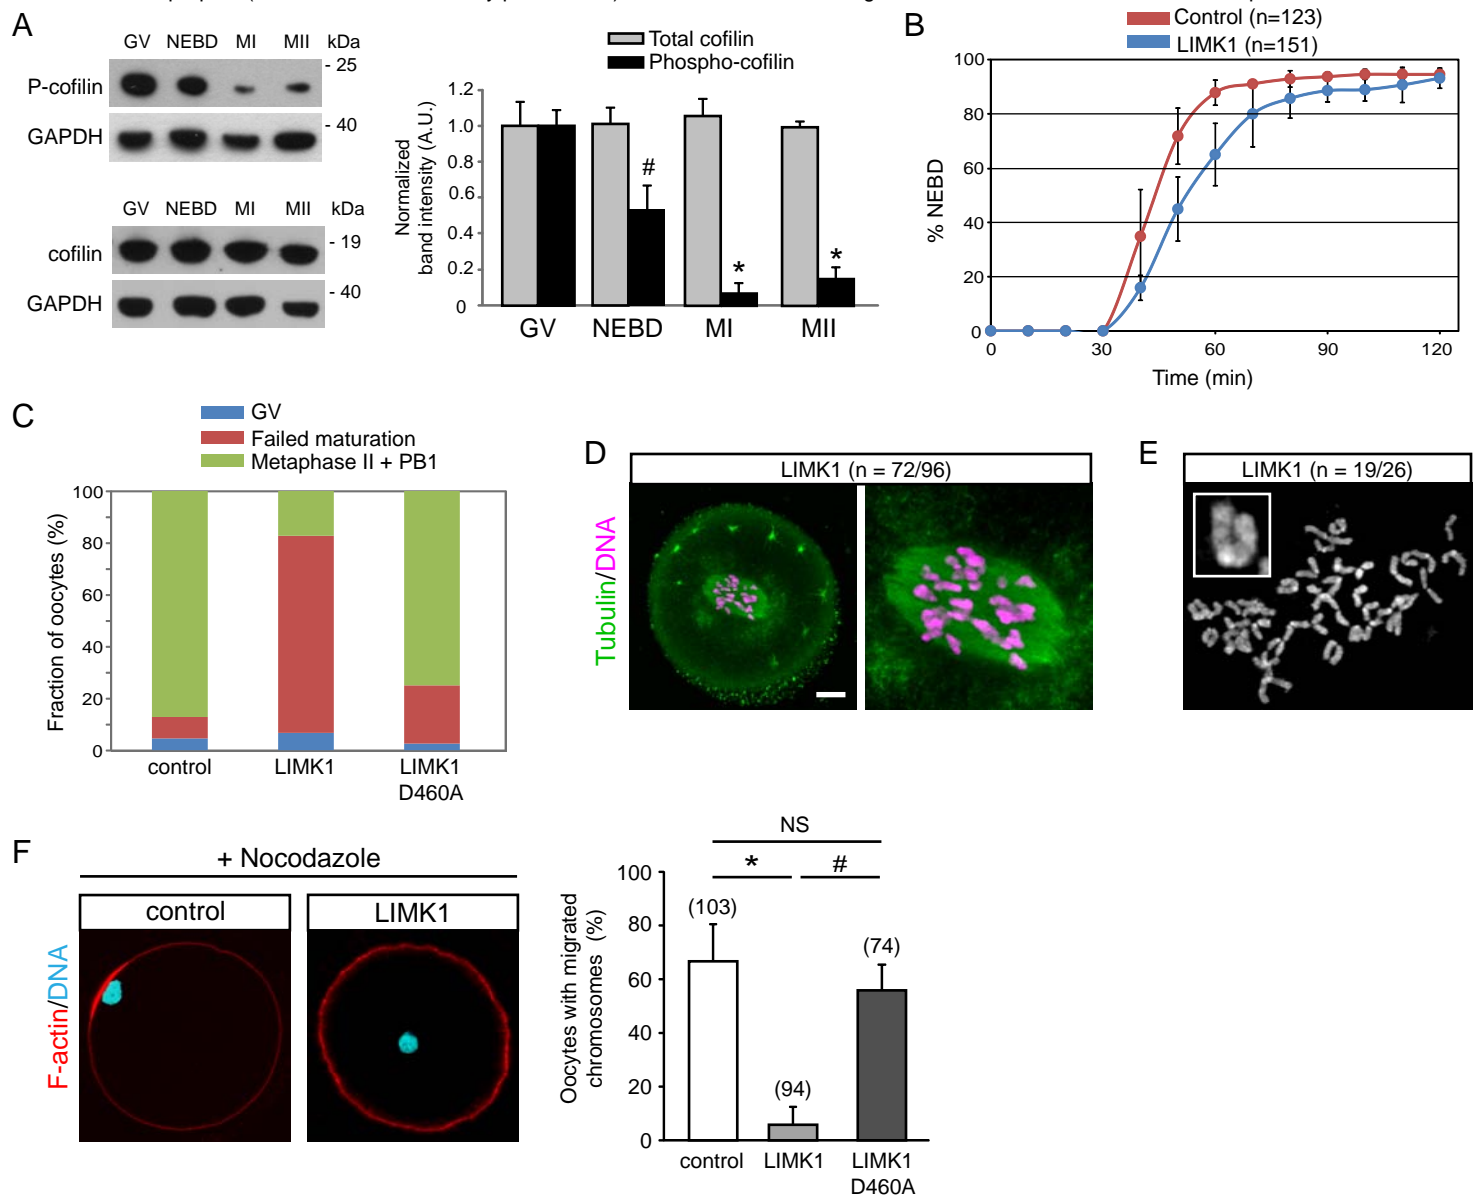 A
GV NEBD MI MII kDa
P-cofilin
- 25
GAPDH
- 40
GV NEBD MI MII kDa
cofilin
- 19
GAPDH
- 40
Total cofilin
Phospho-cofilin
Normalized
band intensity (A.U.)
1.2
1.0
0.8
0.6
0.4
0.2
0
#
*
*
GV NEBD MI MII
B
Control (n=123)
LIMK1 (n=151)
% NEBD
100
80
60
40
20
0
0 30 60 90 120
Time (min)
C
GV
Failed maturation
Metaphase II + PB1
Fraction of oocytes (%)
100
80
60
40
20
0
control LIMK1 LIMK1
D460A
D
LIMK1 (n = 72/96)
Tubulin/DNA
E
LIMK1 (n = 19/26)
F
+ Nocodazole
control LIMK1
F-actin/DNA
Oocytes with migrated
chromosomes (%)
100
80
60
40
20
0
NS
* #
(103)
(94)
(74)
control LIMK1 LIMK1
D460A